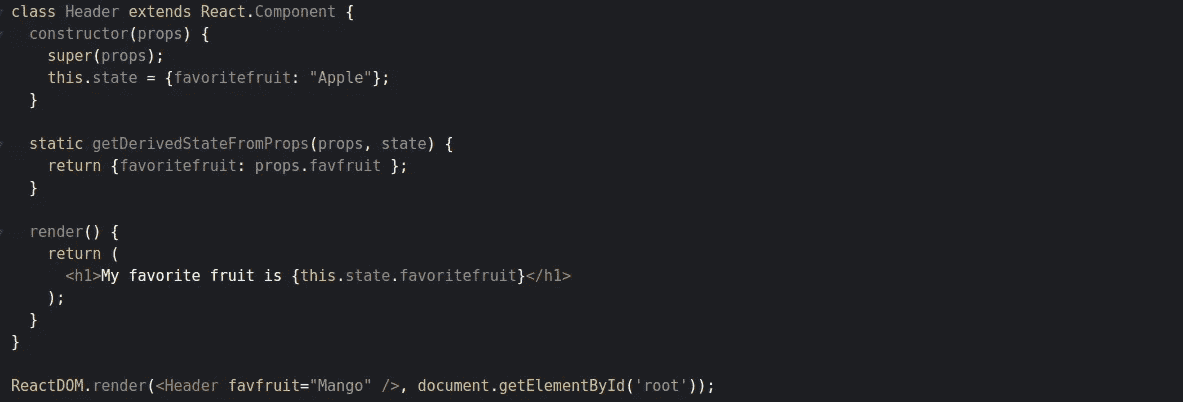 class Header extends React.Component {
  constructor(props) {
    super(props);
    this.state = {favoritefruit: "Apple"};
  }
  static getDerivedStateFromProps(props, state) {
    return {favoritefruit: props.favfruit };
  }
  render() {
    return (
      <h1>My favorite fruit is {this.state.favoritefruit}</h1>
    );
  }
}
ReactDOM.render(<Header favfruit="Mango" />, document.getElementById('root'));